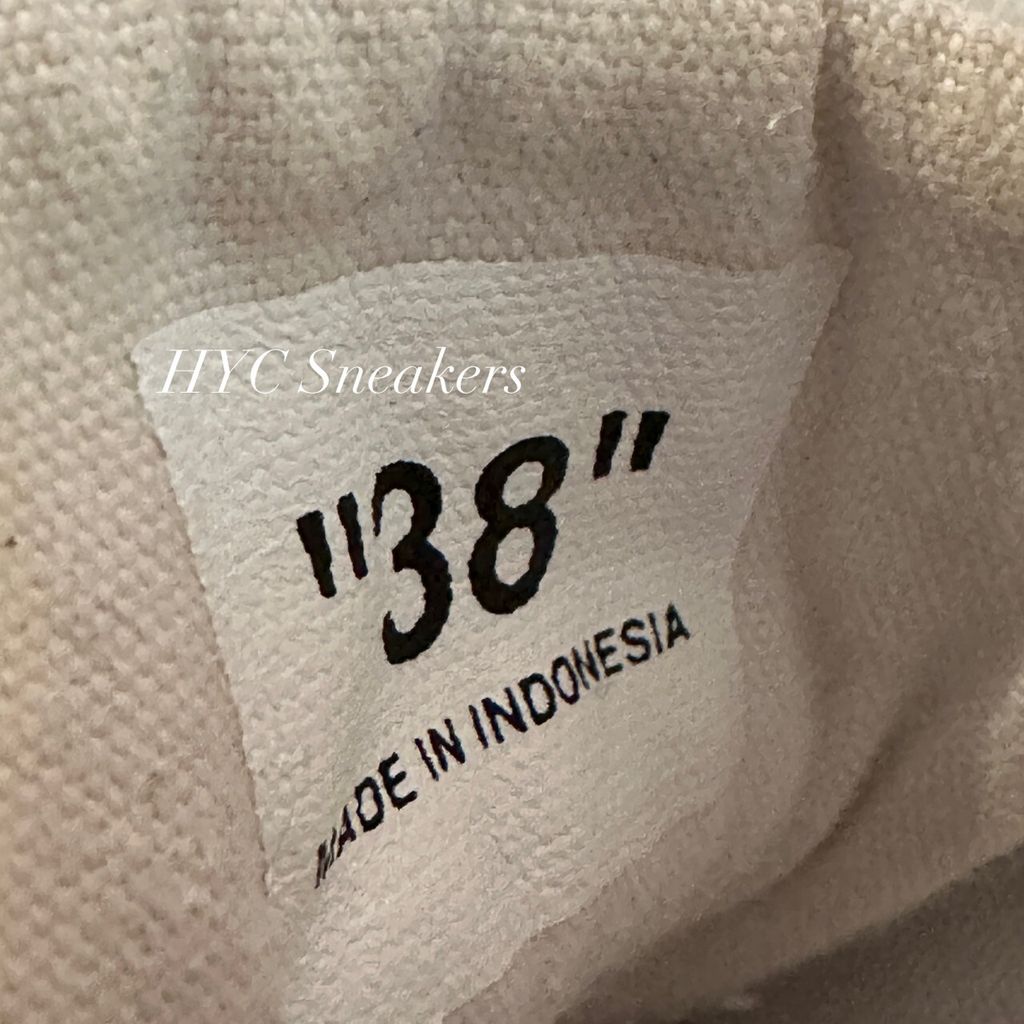 HYC Sneakers
"38"
MADE IN INDONESIA